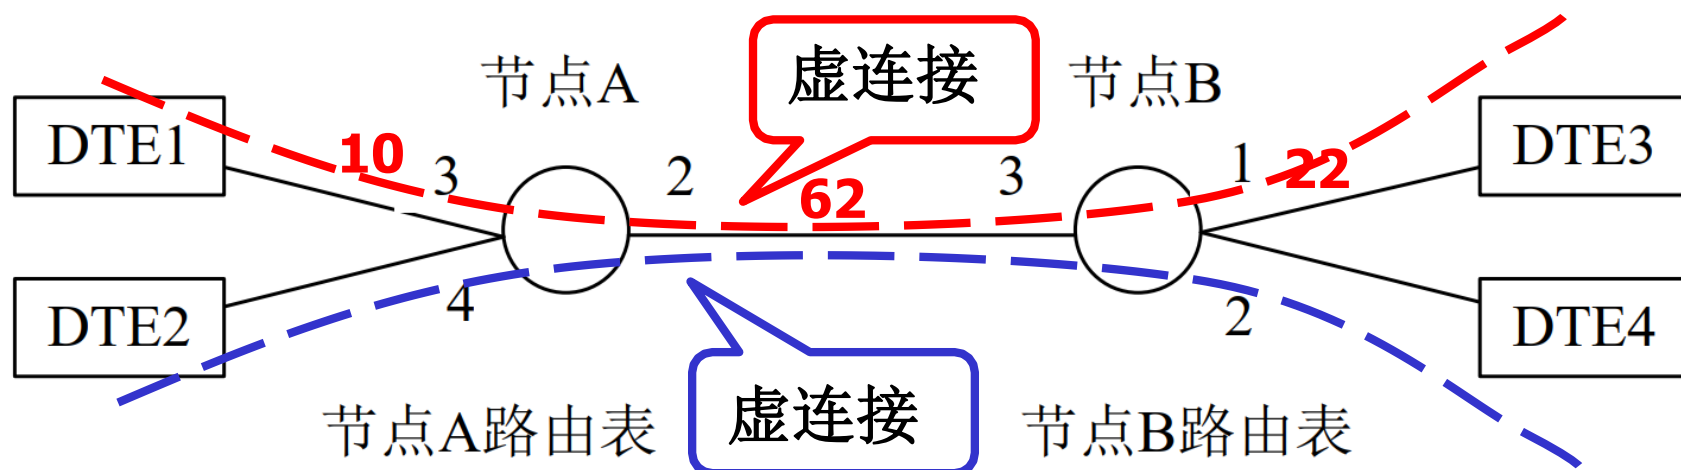 节点A
虚连接
节点B
DTE1
10
3
2
62
3
1
22
DTE3
DTE2
4
2
DTE4
节点A路由表
虚连接
节点B路由表